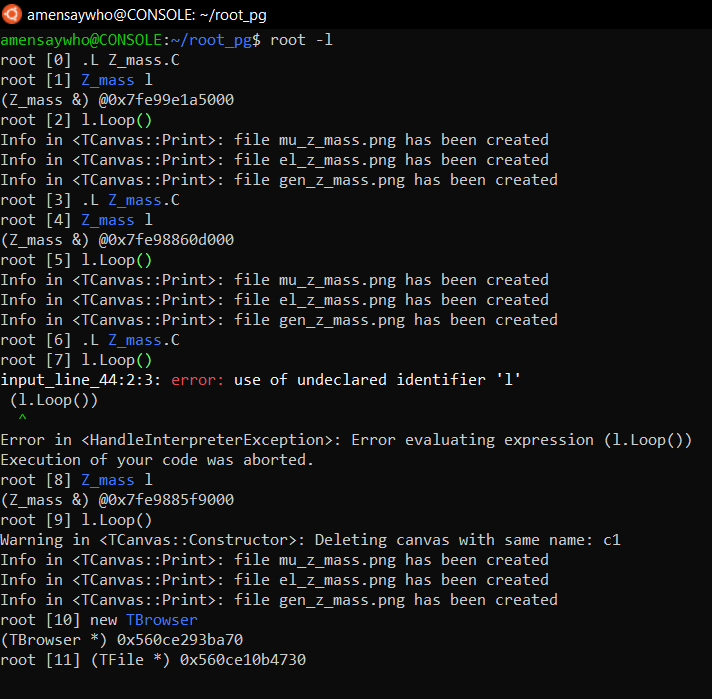 amensaywho@CONSOLE: ~/root_pg
amensaywho@CONSOLE:~/root_pg$ root -l
root [0] .L Z_mass.C
root [1] Z_mass l
(Z_mass &) @0x7fe99e1a5000
root [2] l.Loop()
Info in <TCanvas::Print>: file mu_z_mass.png has been created
Info in <TCanvas::Print>: file el_z_mass.png has been created
Info in <TCanvas::Print>: file gen_z_mass.png has been created
root [3] .L Z_mass.C
root [4] Z_mass l
(Z_mass &) @0x7fe98860d000
root [5] l.Loop()
Info in <TCanvas::Print>: file mu_z_mass.png has been created
Info in <TCanvas::Print>: file el_z_mass.png has been created
Info in <TCanvas::Print>: file gen_z_mass.png has been created
root [6] .L Z_mass.C
root [7] l.Loop()
input_line_44:2:3: error: use of undeclared identifier 'l'
 (l.Loop())
  ^
Error in <HandleInterpreterException>: Error evaluating expression (l.Loop())
Execution of your code was aborted.
root [8] Z_mass l
(Z_mass &) @0x7fe9885f9000
root [9] l.Loop()
Warning in <TCanvas::Constructor>: Deleting canvas with same name: c1
Info in <TCanvas::Print>: file mu_z_mass.png has been created
Info in <TCanvas::Print>: file el_z_mass.png has been created
Info in <TCanvas::Print>: file gen_z_mass.png has been created
root [10] new TBrowser
(TBrowser *) 0x560ce293ba70
root [11] (TFile *) 0x560ce10b4730